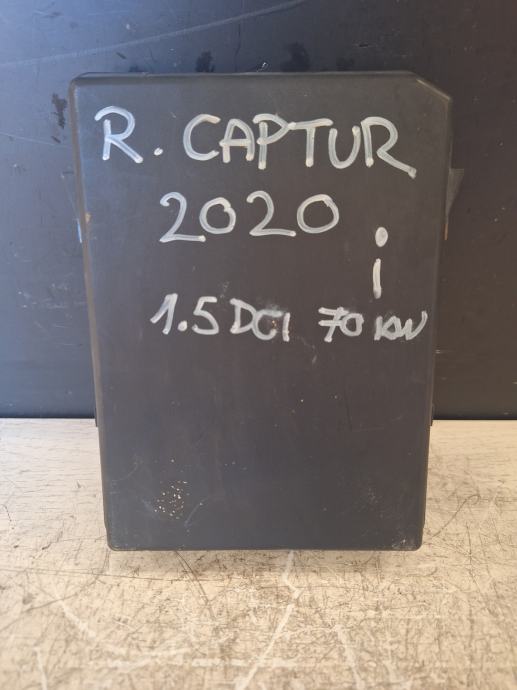 R. CAPTUR
2020
i
1.5 DCI 70 KW